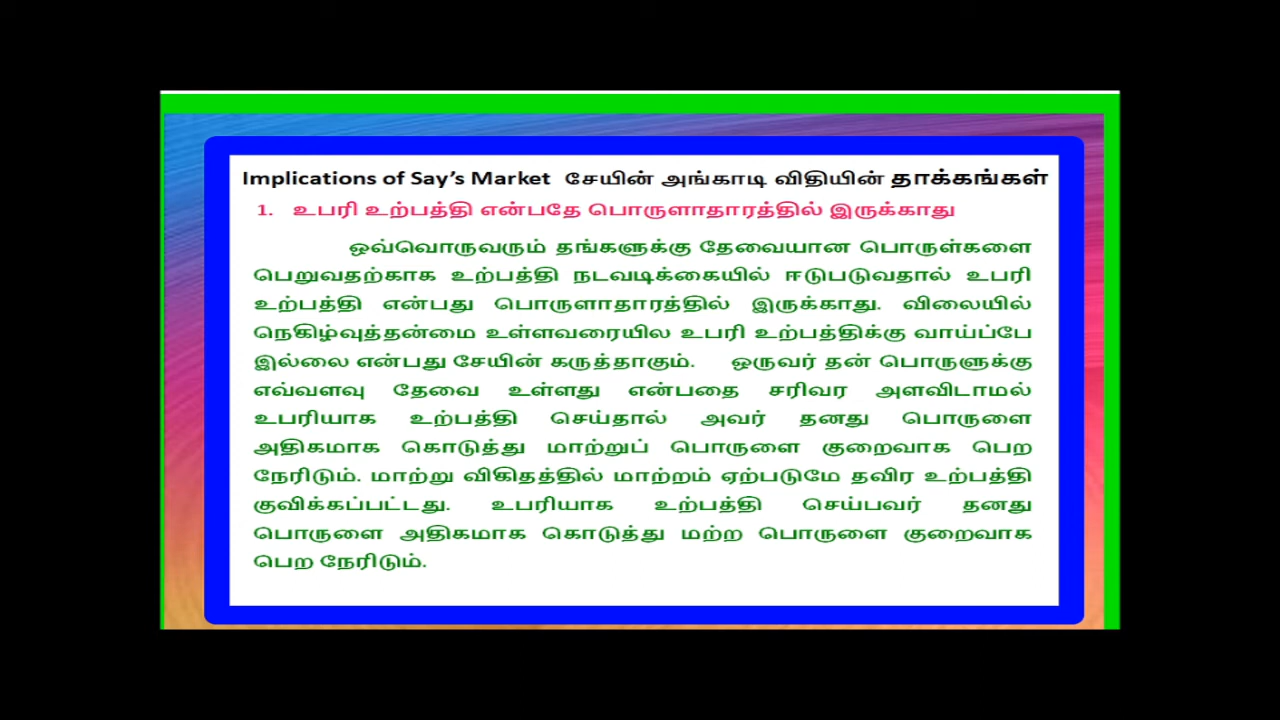 Implications of Say’s Market சேயின் அங்காடி விதியின் தாக்கங்கள்
1. உபரி உற்பத்தி என்பதே பொருளாதாரத்தில் இருக்காது
ஒவ்வொருவரும் தங்களுக்கு தேவையான பொருள்களை
பெறுவதற்காக உற்பத்தி நடவடிக்கையில் ஈடுபடுவதால் உபரி
உற்பத்தி என்பது பொருளாதாரத்தில் இருக்காது. விலையில்
நெகிழ்வுத்தன்மை உள்ளவரையில உபரி உற்பத்திக்கு வாய்ப்பே
இல்லை என்பது சேயின் கருத்தாகும். ஒருவர் தன் பொருளுக்கு
எவ்வளவு தேவை உள்ளது என்பதை சரிவர அளவிடாமல்
உபரியாக உற்பத்தி செய்தால் அவர் தனது பொருளை
அதிகமாக கொடுத்து மாற்றுப் பொருளை குறைவாக பெற
நேரிடும். மாற்று விகிதத்தில் மாற்றம் ஏற்படுமே தவிர உற்பத்தி
குவிக்கப்பட்டது. உபரியாக உற்பத்தி செய்பவர் தனது
பொருளை அதிகமாக கொடுத்து மற்ற பொருளை குறைவாக
பெற நேரிடும்.